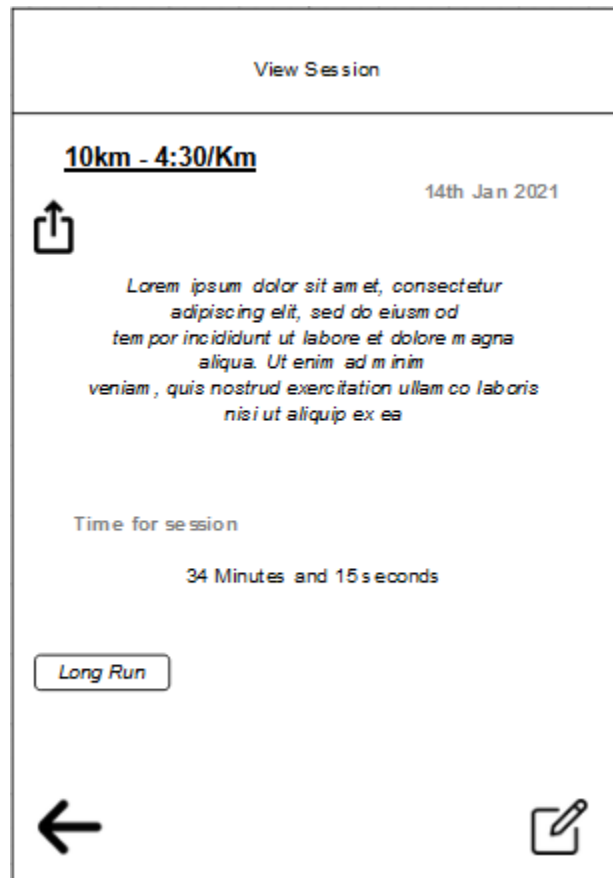 View Session
10km - 4:30/Km
14th Jan 2021
Lorem ipsum dolor sit amet, consectetur
adipiscing elit, sed do eiusmod
tempor incididunt ut labore et dolore magna
aliqua. Ut enim ad minim
veniam, quis nostrud exercitation ullamco laboris
nisi ut aliquip ex ea
Time for session
34 Minutes and 15 seconds
Long Run